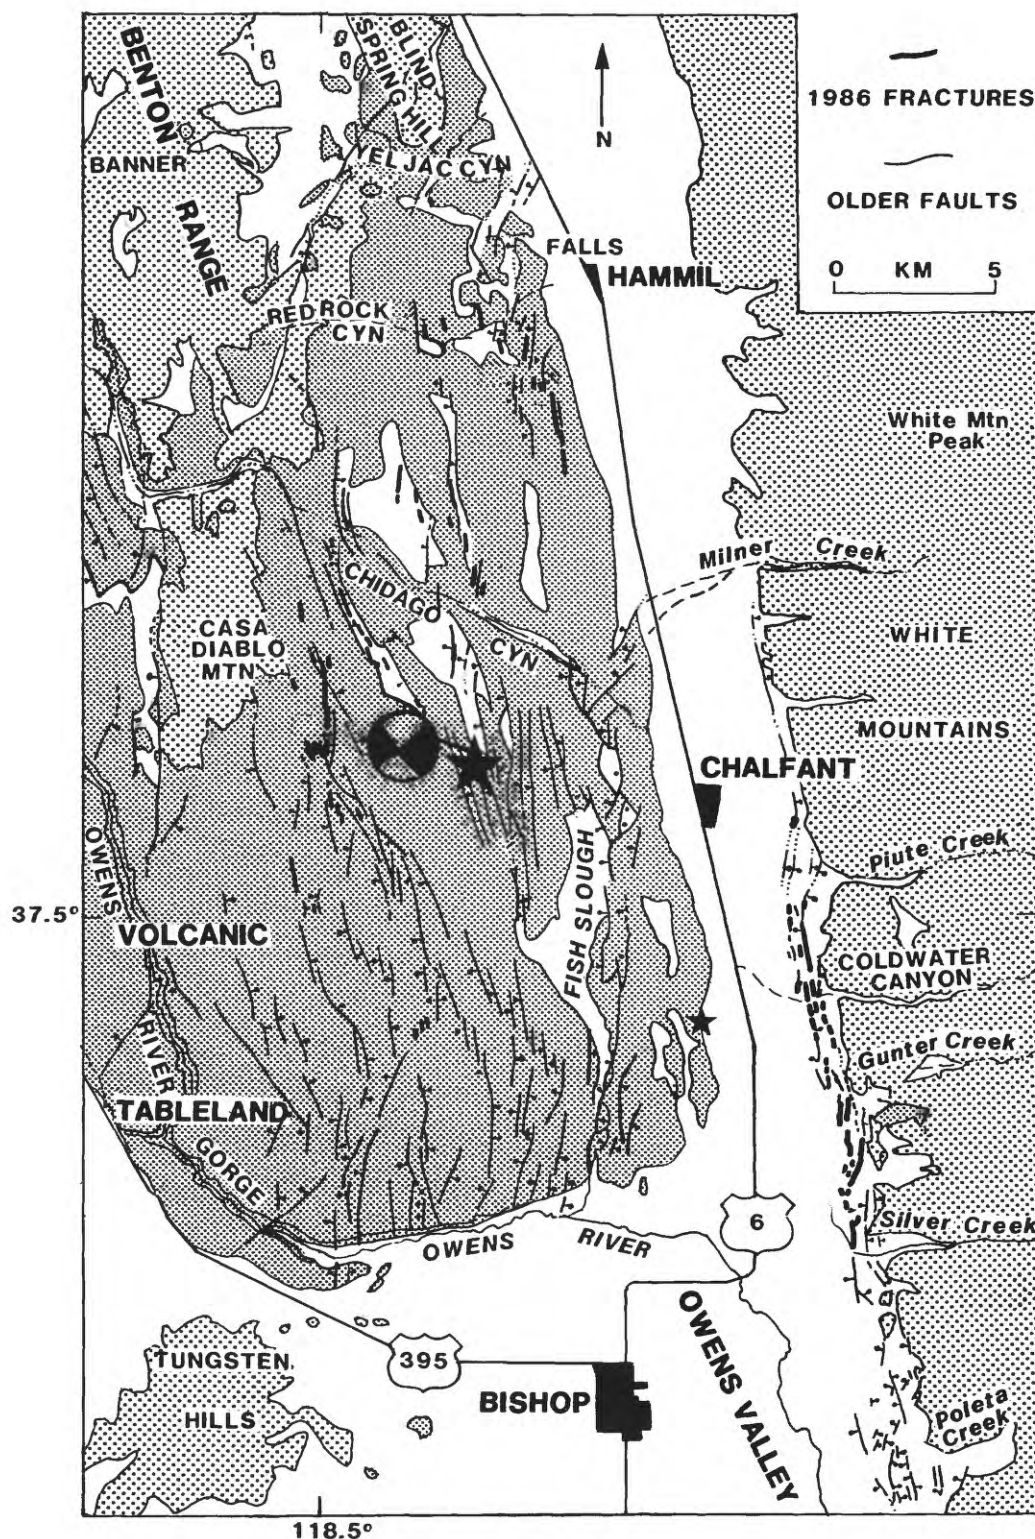 BENTON
RANGE
BANNER
BLIND
SPRING HIL
YEL JAC CYN
N
1986 FRACTURES
OLDER FAULTS
0 KM 5
FALLS
HAMMIL
RED ROCK
CYN
White Mtn
Peak
Milner Creek
CHIDAGO
CYN
CASA
DIABLO
MTN
WHITE
MOUNTAINS
CHALFANT
Piute Creek
OWENS
RIVER
GORGE
37.5°
VOLCANIC
TABLELAND
FISH SLOUGH
COLDWATER
CANYON
Gunter Creek
Silver Creek
6
OWENS RIVER
OWENS VALLEY
395
TUNGSTEN
HILLS
BISHOP
Poleta
Creek
118.5°